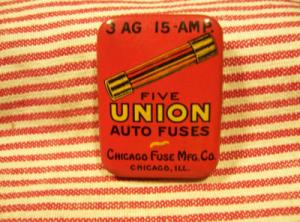 3 AG 15-AMP.
FIVE
UNION
AUTO FUSES
CHICAGO FUSE MFG. CO.
CHICAGO, ILL.